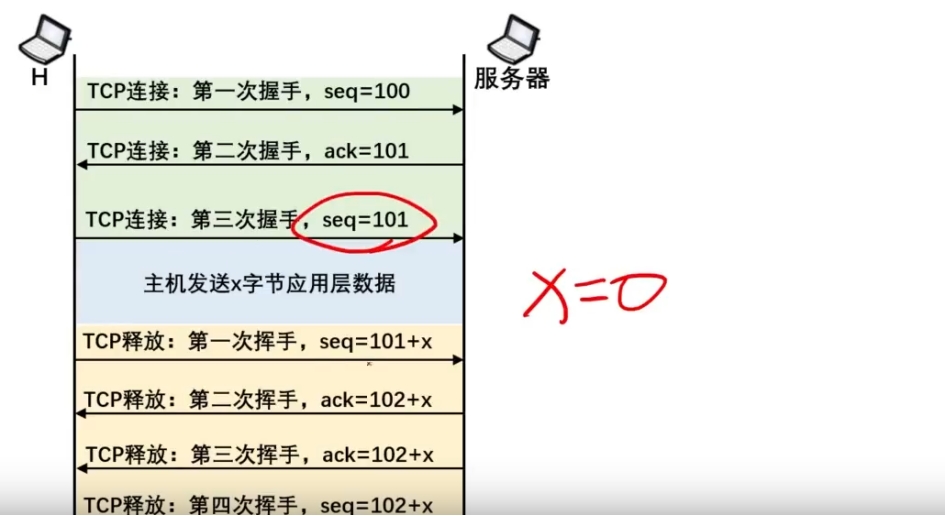 H
服务器
TCP连接：第一次握手，seq=100
TCP连接：第二次握手，ack=101
TCP连接：第三次握手，seq=101
主机发送x字节应用层数据
x=0
TCP释放：第一次挥手，seq=101+x
TCP释放：第二次挥手，ack=102+x
TCP释放：第三次挥手，ack=102+x
TCP释放：第四次挥手，seq=102+x